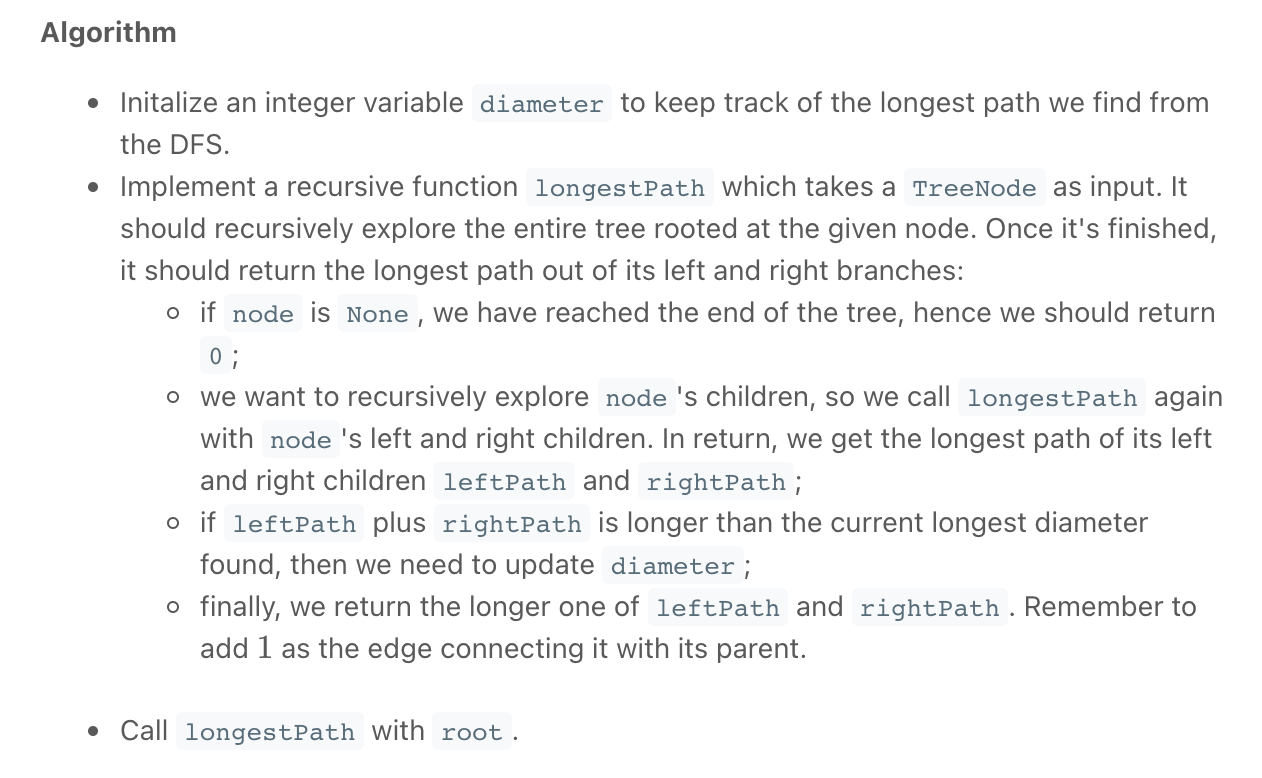 Algorithm
• Initalize an integer variable diameter to keep track of the longest path we find from
the DFS.
• Implement a recursive function longestPath which takes a TreeNode as input. It
should recursively explore the entire tree rooted at the given node. Once it's finished,
it should return the longest path out of its left and right branches:
◦ if node is None, we have reached the end of the tree, hence we should return
0;
◦ we want to recursively explore node's children, so we call longestPath again
with node's left and right children. In return, we get the longest path of its left
and right children leftPath and rightPath;
◦ if leftPath plus rightPath is longer than the current longest diameter
found, then we need to update diameter;
◦ finally, we return the longer one of leftPath and rightPath. Remember to
add 1 as the edge connecting it with its parent.
• Call longestPath with root.